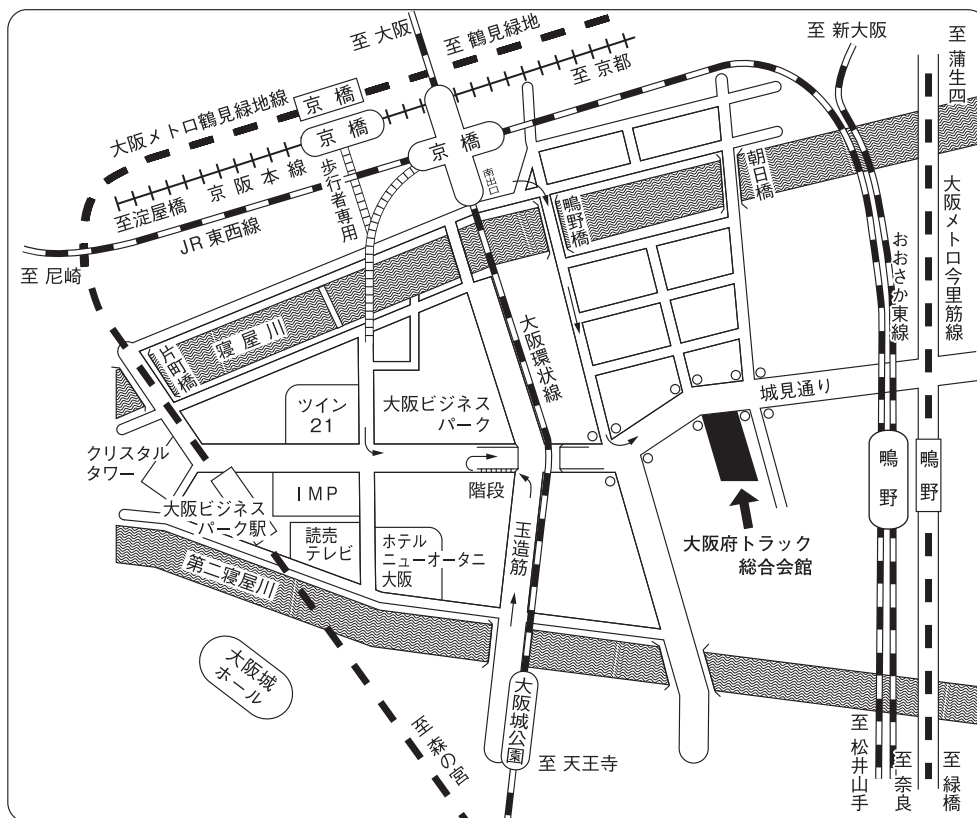 至 大阪
至 鶴見緑地
至 京都
至 新大阪
至 蒲生四
大阪メトロ鶴見緑地線
京橋
京橋
京橋
京阪本線
至淀屋橋
歩行者専用
南出口
JR東西線
至 尼崎
鴫野橋
朝日橋
大阪メトロ今里筋線
おおさか東線
寝屋川
片町橋
大阪環状線
城見通り
ツイン
21
大阪ビジネス
パーク
クリスタル
タワー
階段
IMP
大阪ビジネス
パーク駅
読売
テレビ
ホテル
ニューオータニ
大阪
玉造筋
大阪府トラック
総合会館
鴫野
鴫野
第二寝屋川
大阪城
ホール
大阪城公園
至 森の宮
至 天王寺
至 松井山手
至 奈良
至 緑橋